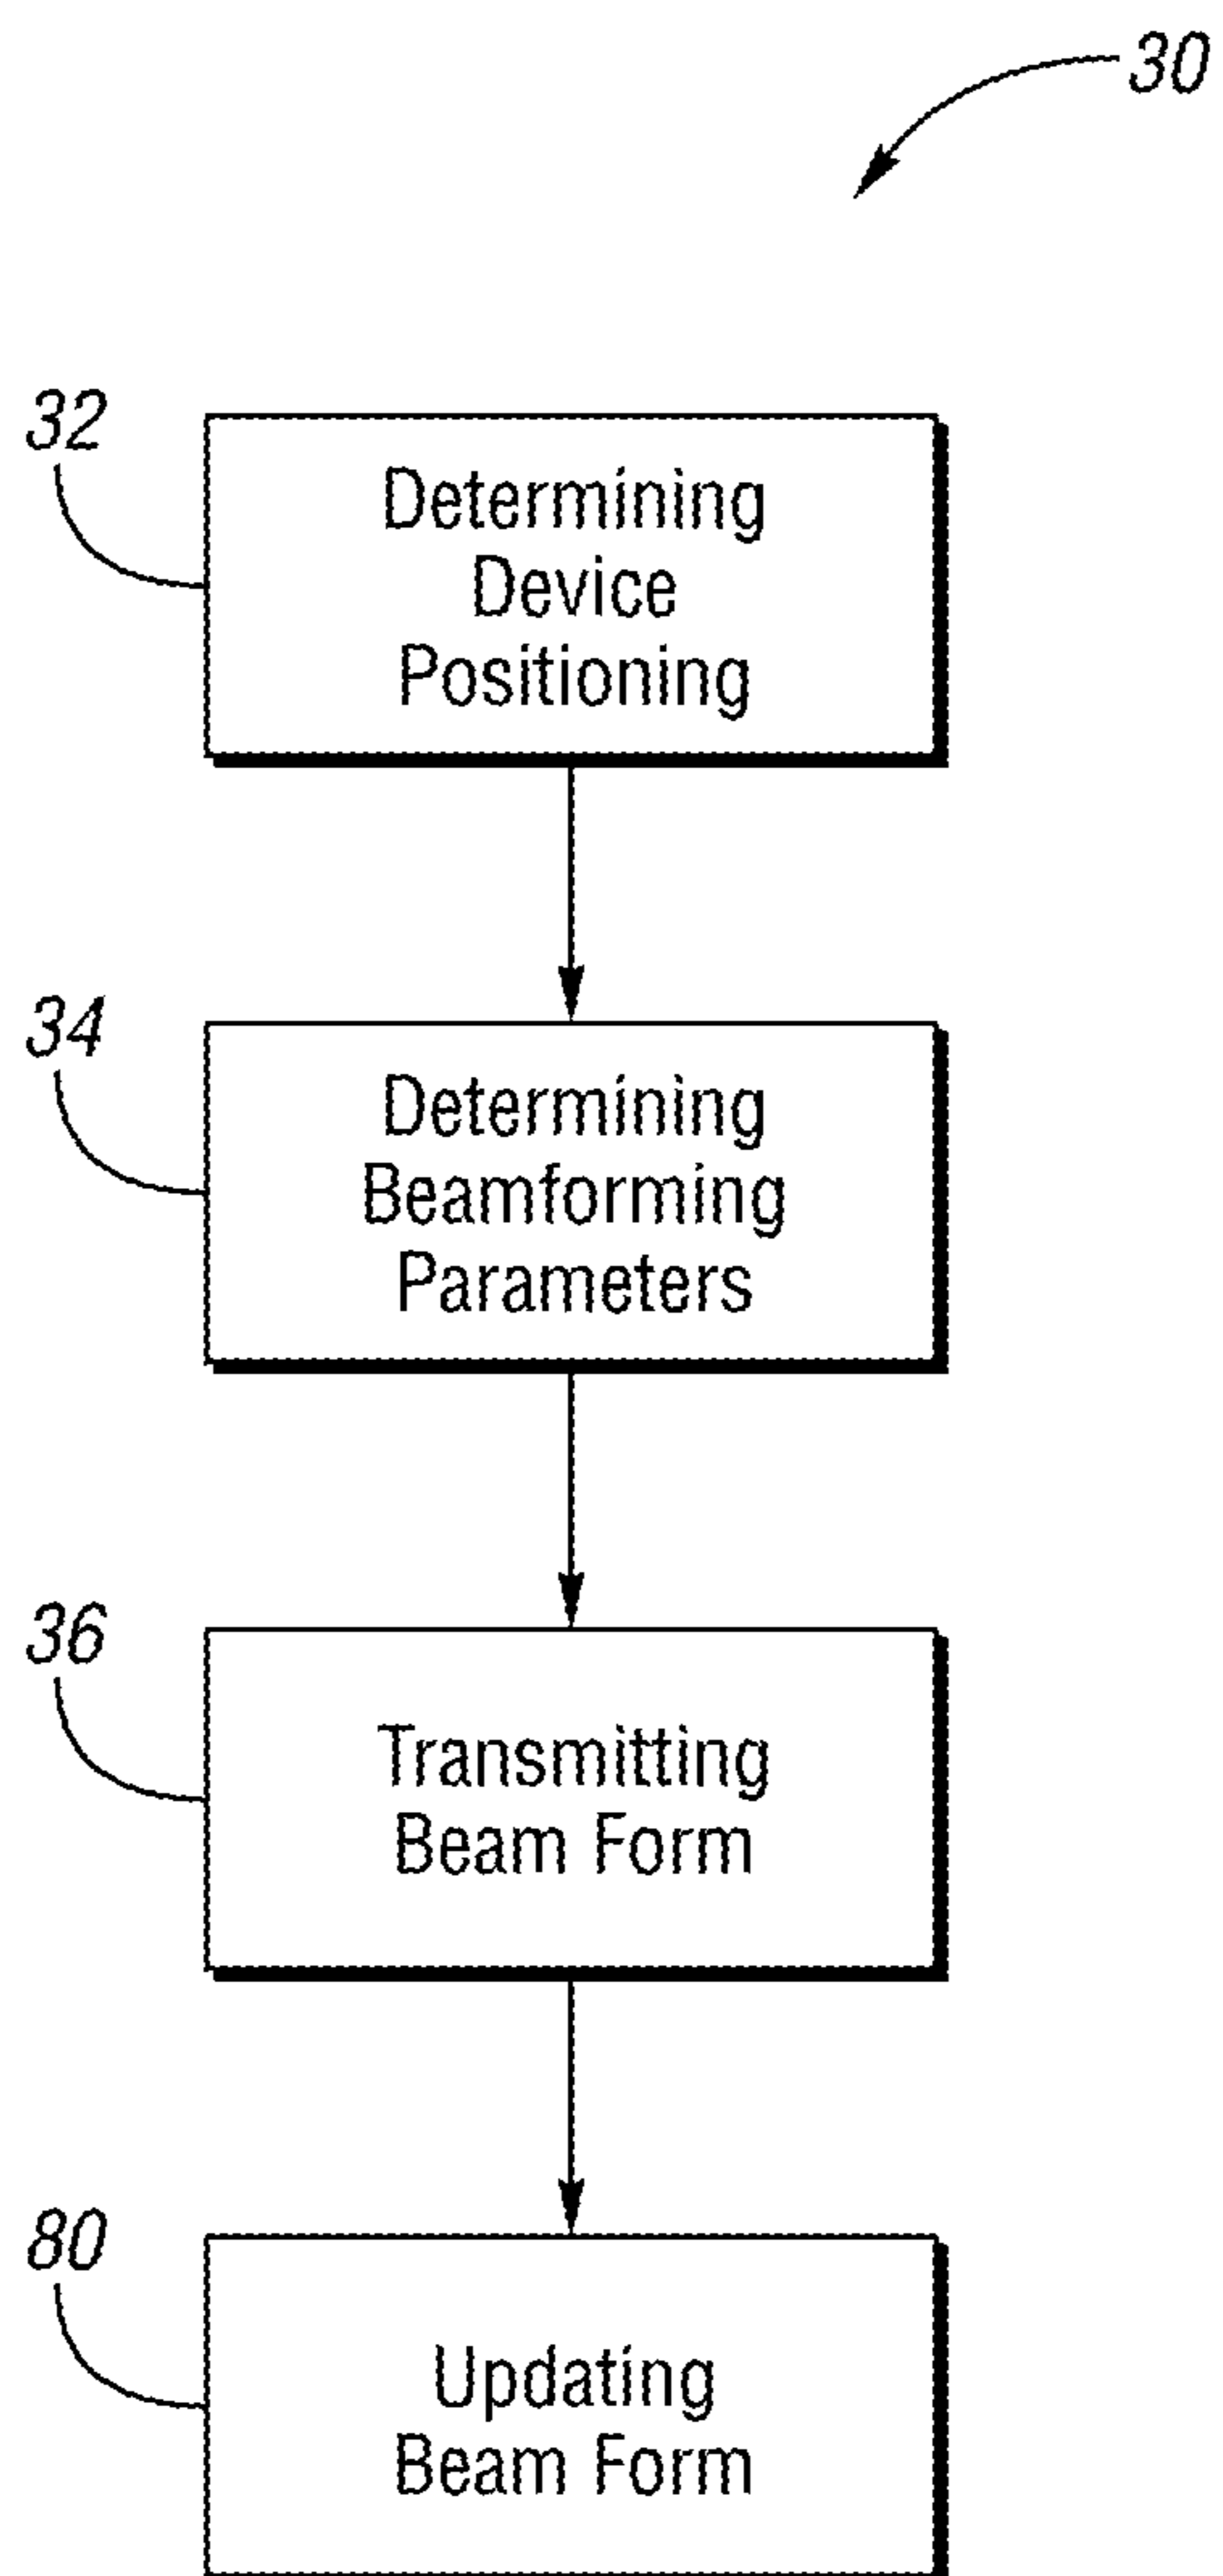 30
32
Determining
Device
Positioning
34
Determining
Beamforming
Parameters
36
Transmitting
Beam Form
80
Updating
Beam Form